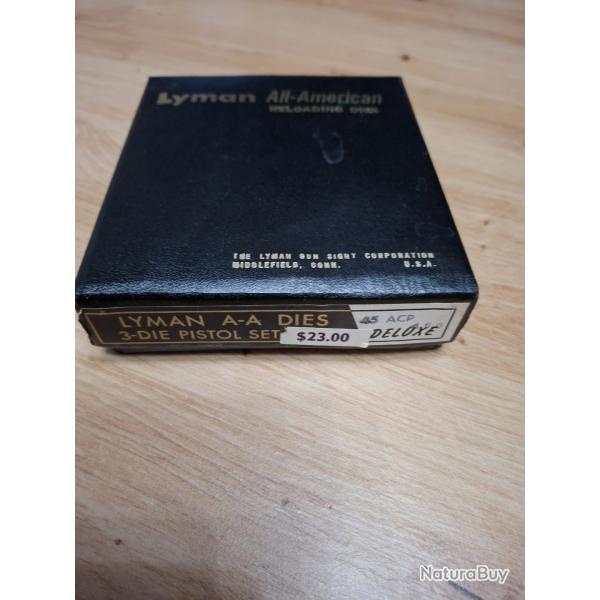 Lyman All-American
RELOADING DIES
THE LYMAN GUN SIGHT CORPORATION
MIDDLEFIELD, CONN. U.S.A.
LYMAN A-A DIES 45 ACP
3-DIE PISTOL SET $23.00 DELUXE
NaturaBuy